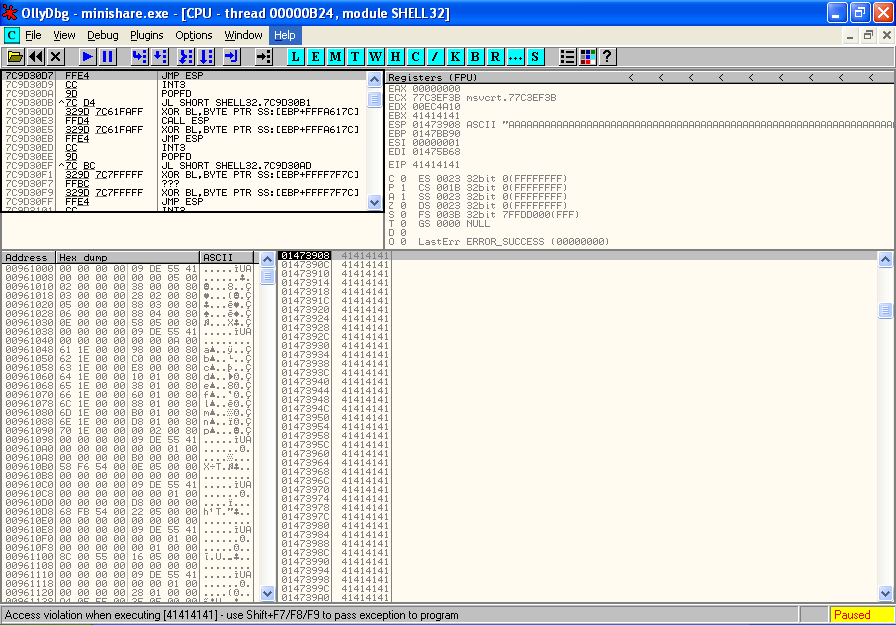 OllyDbg - minishare.exe - [CPU - thread 00000B24, module SHELL32]
C File View Debug Plugins Options Window Help
L E M T W H C / K B R ... S ?
7C9D30D7 FFE4 JMP ESP
7C9D30D9 CC INT3
7C9D30DA 9D POPFD
7C9D30DB ^7C D4 JL SHORT SHELL32.7C9D30B1
7C9D30DD 329D 7C61FAFF XOR BL,BYTE PTR SS:[EBP+FFFA617C]
7C9D30E3 FFD4 CALL ESP
7C9D30E5 329D 7C61FAFF XOR BL,BYTE PTR SS:[EBP+FFFA617C]
7C9D30EB FFE4 JMP ESP
7C9D30ED CC INT3
7C9D30EE 9D POPFD
7C9D30EF ^7C BC JL SHORT SHELL32.7C9D30AD
7C9D30F1 329D 7C7FFFFF XOR BL,BYTE PTR SS:[EBP+FFFF7F7C]
7C9D30F7 FFBC ???
7C9D30F9 329D 7C7FFFFF XOR BL,BYTE PTR SS:[EBP+FFFF7F7C]
7C9D30FF FFE4 JMP ESP
7C9D3101 CC INT3
Registers (FPU) < < < < < < < < <
EAX 00000000
ECX 77C3EF3B msvcrt.77C3EF3B
EDX 00EC4A10
EBX 41414141
ESP 01473908 ASCII
EBP 0147BB90
ESI 00000001
EDI 01475B68
EIP 41414141
C 0 ES 0023 32bit 0(FFFFFFFF)
P 1 CS 001B 32bit 0(FFFFFFFF)
A 1 SS 0023 32bit 0(FFFFFFFF)
Z 0 DS 0023 32bit 0(FFFFFFFF)
S 0 FS 003B 32bit 7FFDD000(FFF)
T 0 GS 0000 NULL
D 0
O 0 LastErr ERROR_SUCCESS (00000000)
Address Hex dump ASCII
00961000 00 00 00 00 09 DE 55 41
00961008 00 00 00 00 00 00 05 00
00961010 02 00 00 00 38 00 00 80
00961018 03 00 00 00 28 02 00 80
00961020 05 00 00 00 88 03 00 80
00961028 06 00 00 00 88 04 00 80
00961030 0E 00 00 00 58 05 00 80
00961038 00 00 00 00 09 DE 55 41
00961040 00 00 00 00 00 00 0A 00
00961048 61 1E 00 00 98 00 00 80
00961050 62 1E 00 00 C0 00 00 80
00961058 63 1E 00 00 E8 00 00 80
00961060 64 1E 00 00 10 01 00 80
00961068 65 1E 00 00 38 01 00 80
00961070 66 1E 00 00 60 01 00 80
00961078 6C 1E 00 00 88 01 00 80
00961080 6D 1E 00 00 B0 01 00 80
00961088 6E 1E 00 00 D8 01 00 80
00961090 70 1E 00 00 00 02 00 80
00961098 00 00 00 00 09 DE 55 41
009610A0 00 00 00 00 00 00 01 00
009610A8 00 00 00 00 B0 00 00 00
009610B0 58 F6 54 00 0E 05 00 00
009610B8 00 00 00 00 00 00 00 00
009610C0 00 00 00 00 09 DE 55 41
009610C8 00 00 00 00 00 00 01 00
009610D0 00 00 00 00 D8 00 00 00
009610D8 68 FB 54 00 22 05 00 00
009610E0 00 00 00 00 00 00 00 00
009610E8 00 00 00 00 09 DE 55 41
009610F0 00 00 00 00 00 00 01 00
009610F8 00 00 00 00 00 01 00 00
00961100 8C 00 55 00 16 05 00 00
00961108 00 00 00 00 00 00 00 00
00961110 00 00 00 00 09 DE 55 41
00961118 00 00 00 00 00 00 01 00
00961120 00 00 00 00 28 01 00 00
01473908 41414141
0147390C 41414141
01473910 41414141
01473914 41414141
01473918 41414141
0147391C 41414141
01473920 41414141
01473924 41414141
01473928 41414141
0147392C 41414141
01473930 41414141
01473934 41414141
01473938 41414141
0147393C 41414141
01473940 41414141
01473944 41414141
01473948 41414141
0147394C 41414141
01473950 41414141
01473954 41414141
01473958 41414141
0147395C 41414141
01473960 41414141
01473964 41414141
01473968 41414141
0147396C 41414141
01473970 41414141
01473974 41414141
01473978 41414141
0147397C 41414141
01473980 41414141
01473984 41414141
01473988 41414141
0147398C 41414141
01473990 41414141
01473994 41414141
01473998 41414141
0147399C 41414141
014739A0 41414141
Access violation when executing [41414141] - use Shift+F7/F8/F9 to pass exception to program
Paused